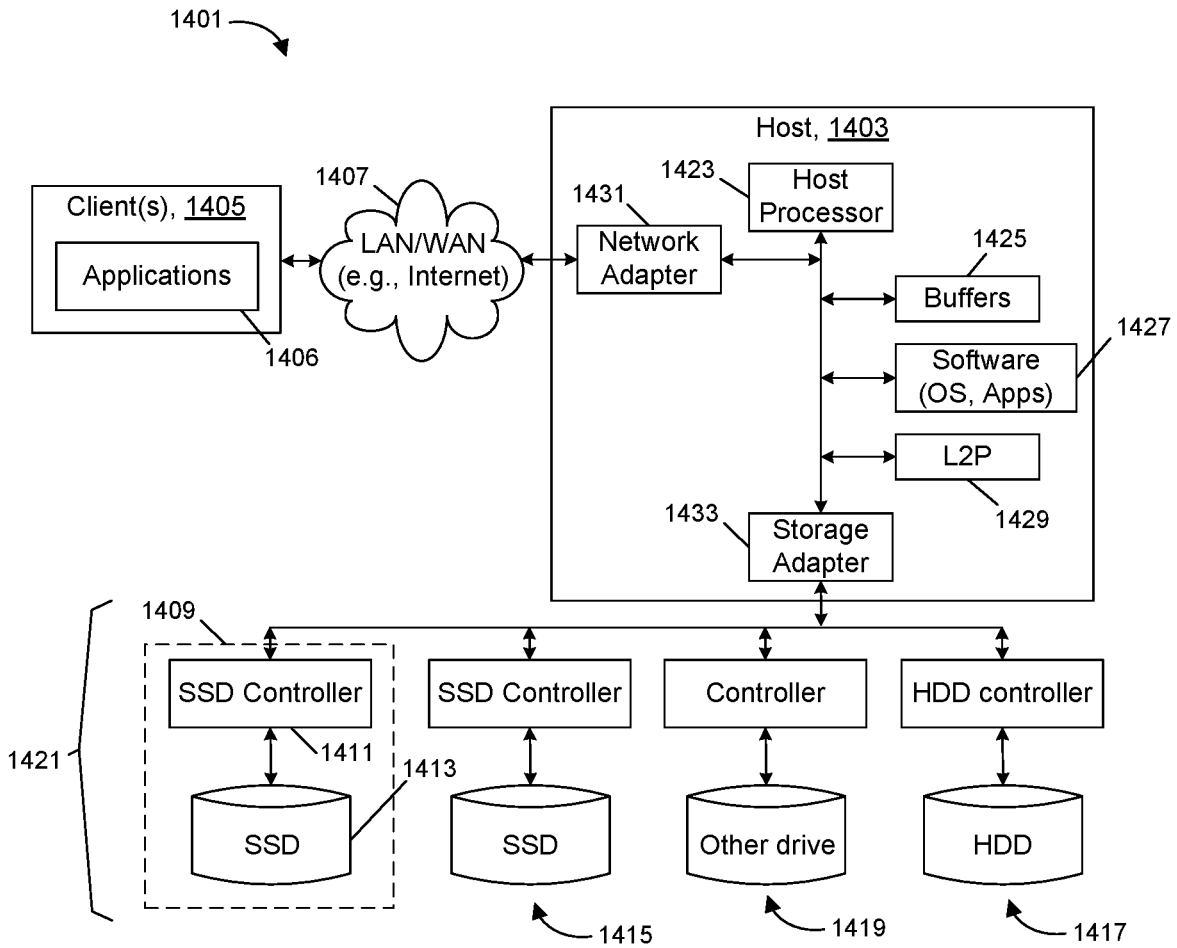 1401
Host, 1403
1407
1423
Host
Processor
1431
Client(s), 1405
LAN/WAN
(e.g., Internet)
Network
Adapter
1425
Applications
Buffers
1406
1427
Software
(OS, Apps)
L2P
1433
1429
Storage
Adapter
1409
SSD Controller
SSD Controller
Controller
HDD controller
1411
1421
1413
SSD
SSD
Other drive
HDD
1415
1419
1417